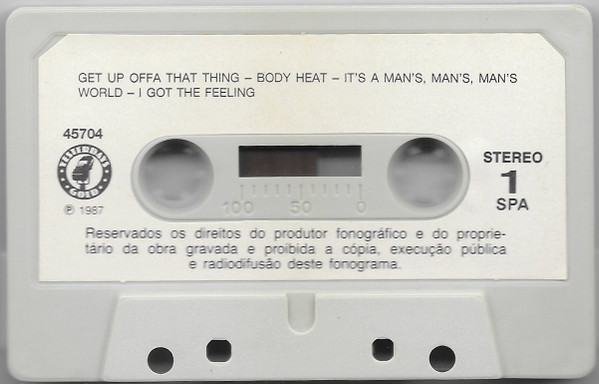 GET UP OFFA THAT THING – BODY HEAT – IT'S A MAN'S, MAN'S, MAN'S
WORLD – I GOT THE FEELING
45704
YESTERDAYS
GOLD
℗ 1987
STEREO
1
SPA
100 50 0
Reservados os direitos do produtor fonográfico e do proprie-
tário da obra gravada e proibida a cópia, execução pública
e radiodifusão deste fonograma.